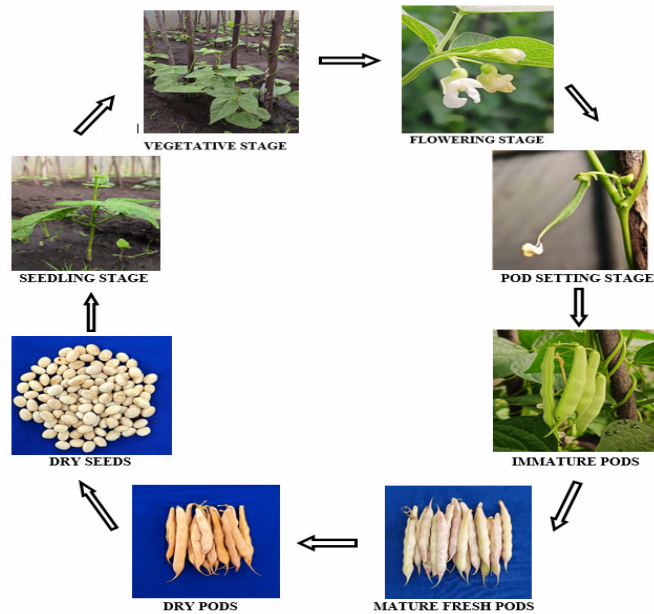 VEGETATIVE STAGE
FLOWERING STAGE
POD SETTING STAGE
IMMATURE PODS
MATURE FRESH PODS
DRY PODS
DRY SEEDS
SEEDLING STAGE